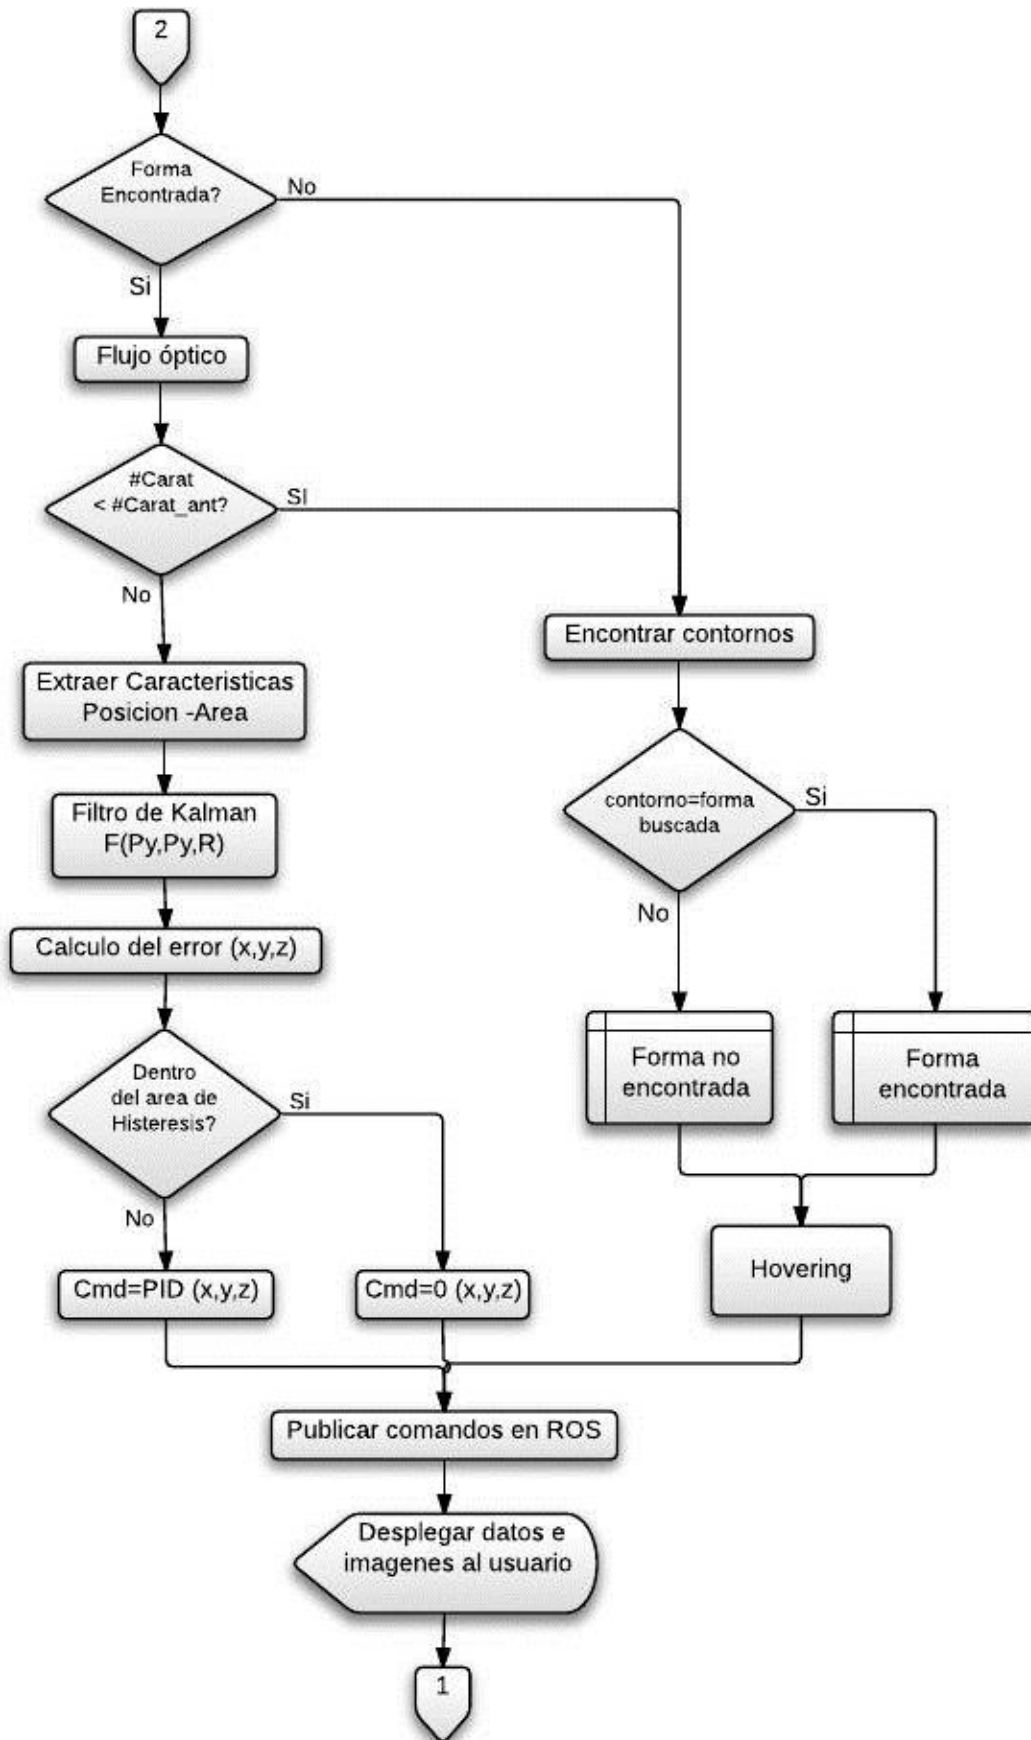 2
Forma
Encontrada?
No
Si
Flujo óptico
#Carat
< #Carat_ant?
SI
No
Encontrar contornos
Extraer Caracteristicas
Posicion -Area
contorno=forma
buscada
Si
No
Filtro de Kalman
F(Py,Py,R)
Calculo del error (x,y,z)
Forma no
encontrada
Forma
encontrada
Dentro
del area de
Histeresis?
Si
No
Hovering
Cmd=PID (x,y,z)
Cmd=0 (x,y,z)
Publicar comandos en ROS
Desplegar datos e
imagenes al usuario
1